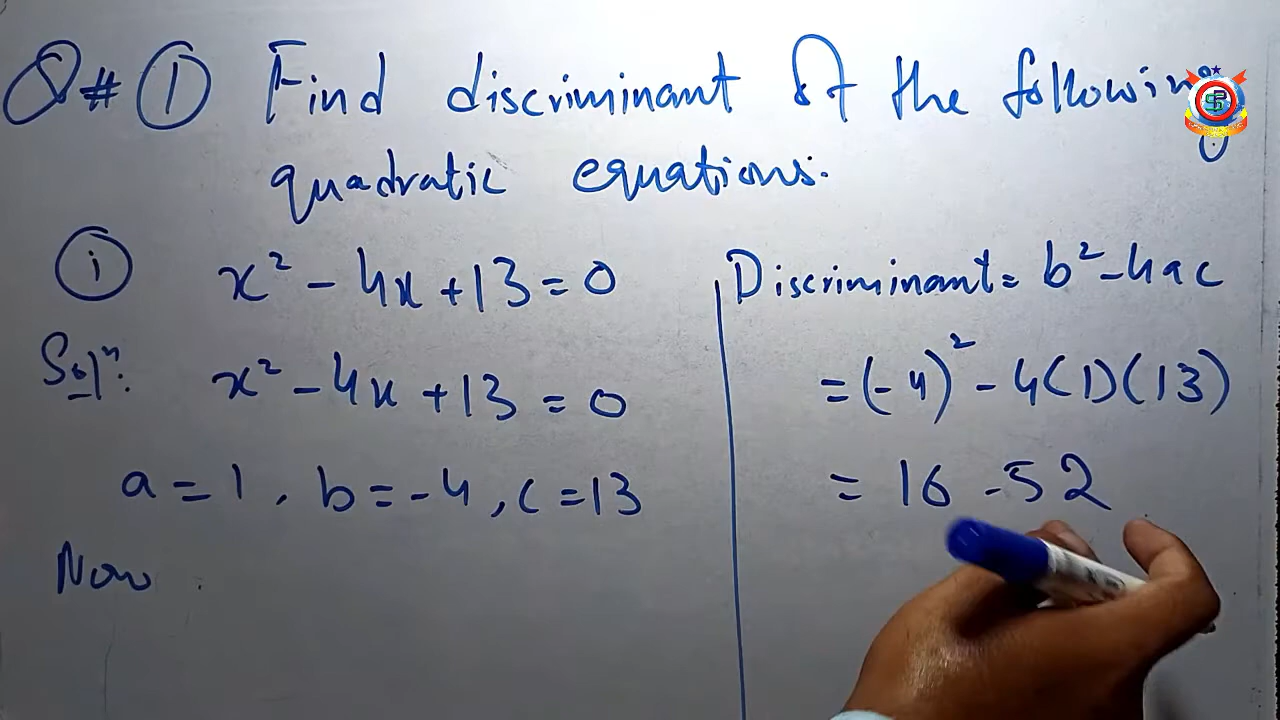 Q # 1 Find discriminant of the following
quadratic equations.
i x² - 4x + 13 = 0
Solⁿ: x² - 4x + 13 = 0
a = 1, b = -4, c = 13
Now
Discriminant = b² - 4ac
= (-4)² - 4(1)(13)
= 16 - 52